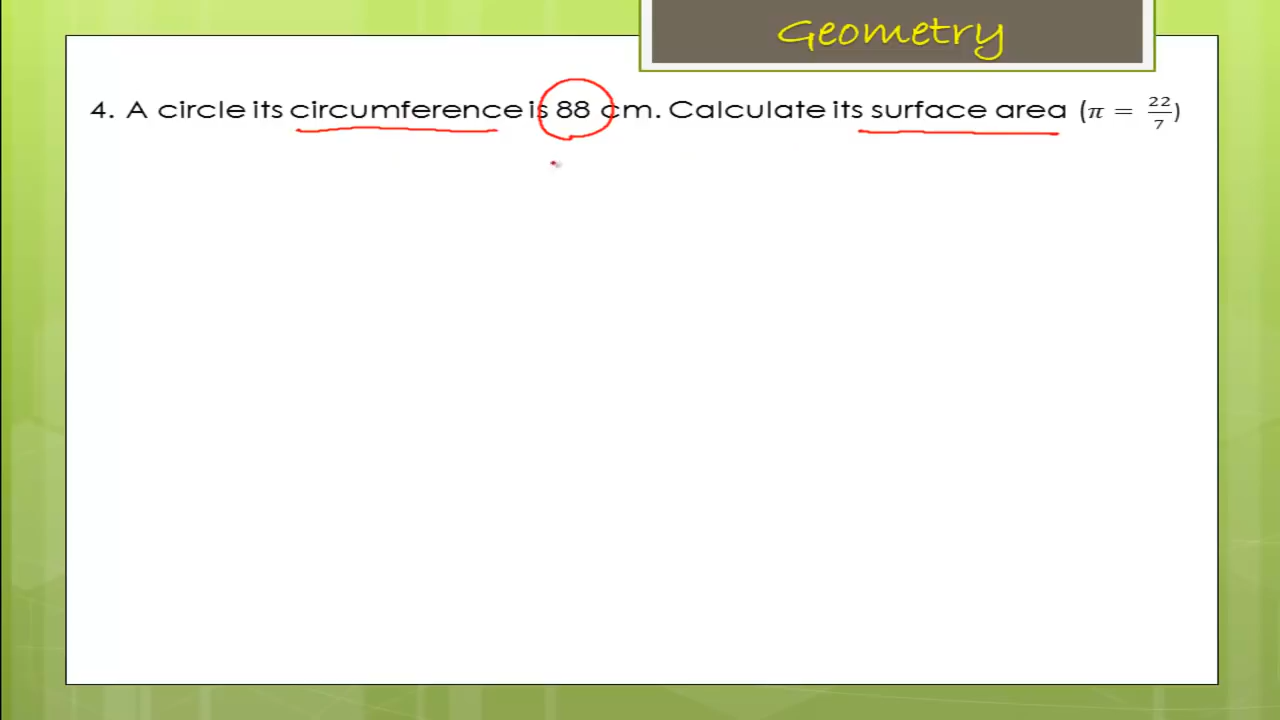 Geometry
4. A circle its circumference is 88 cm. Calculate its surface area (π = 22/7)